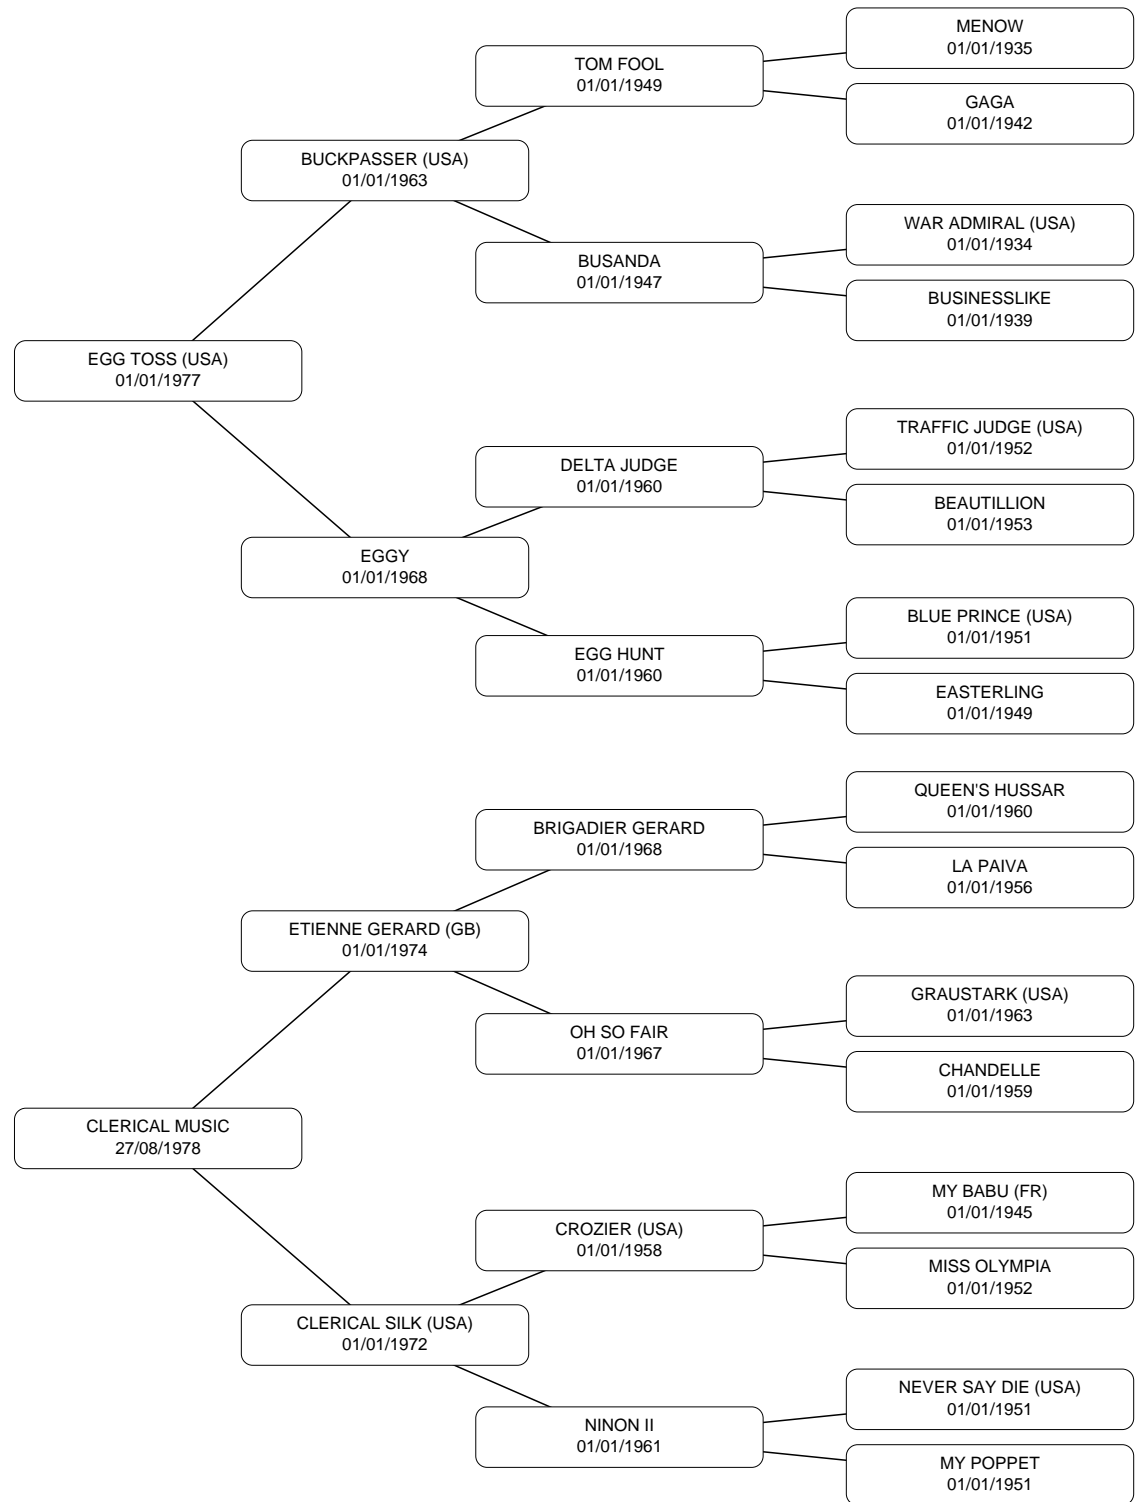 MENOW
01/01/1935
TOM FOOL
01/01/1949
GAGA
01/01/1942
BUCKPASSER (USA)
01/01/1963
WAR ADMIRAL (USA)
01/01/1934
BUSANDA
01/01/1947
BUSINESSLIKE
01/01/1939
EGG TOSS (USA)
01/01/1977
TRAFFIC JUDGE (USA)
01/01/1952
DELTA JUDGE
01/01/1960
BEAUTILLION
01/01/1953
EGGY
01/01/1968
BLUE PRINCE (USA)
01/01/1951
EGG HUNT
01/01/1960
EASTERLING
01/01/1949
QUEEN'S HUSSAR
01/01/1960
BRIGADIER GERARD
01/01/1968
LA PAIVA
01/01/1956
ETIENNE GERARD (GB)
01/01/1974
GRAUSTARK (USA)
01/01/1963
OH SO FAIR
01/01/1967
CHANDELLE
01/01/1959
CLERICAL MUSIC
27/08/1978
MY BABU (FR)
01/01/1945
CROZIER (USA)
01/01/1958
MISS OLYMPIA
01/01/1952
CLERICAL SILK (USA)
01/01/1972
NEVER SAY DIE (USA)
01/01/1951
NINON II
01/01/1961
MY POPPET
01/01/1951